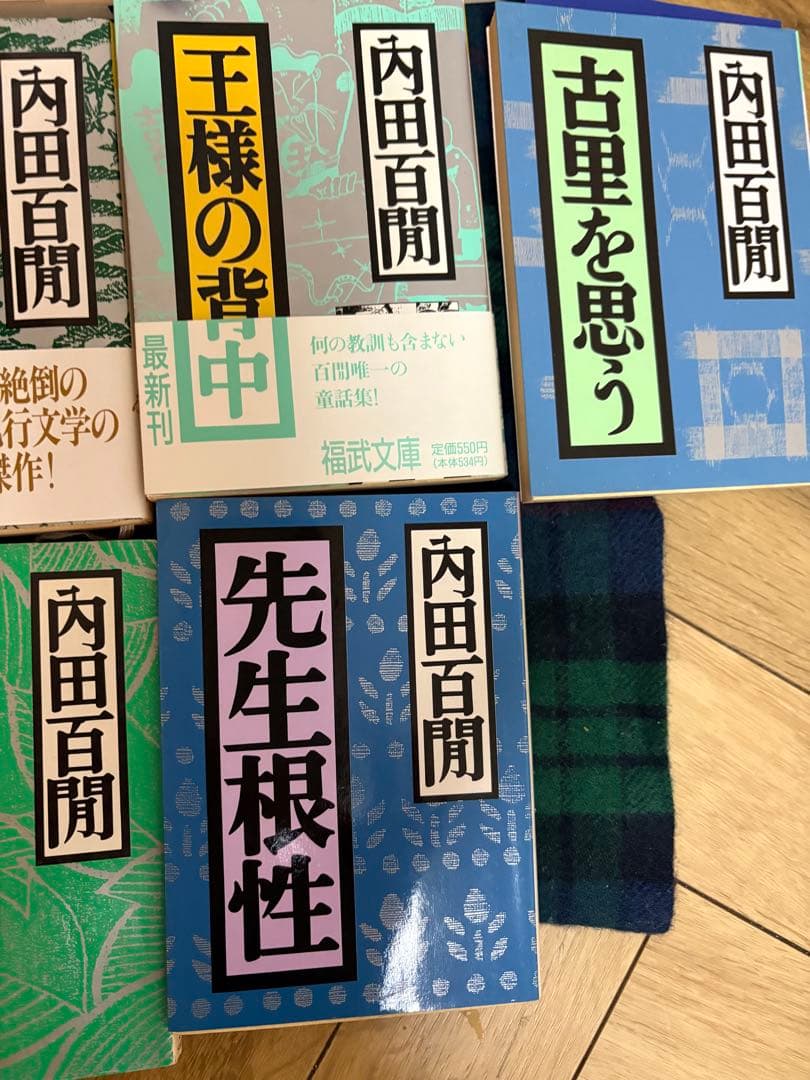 内田百閒
絶倒の
行文学の
傑作!
王様の背中
内田百閒
最新刊
何の教訓も含まない
百閒唯一の
童話集!
福武文庫
定価550円
(本体534円)
古里を思う
内田百閒
内田百閒
先生根性
内田百閒